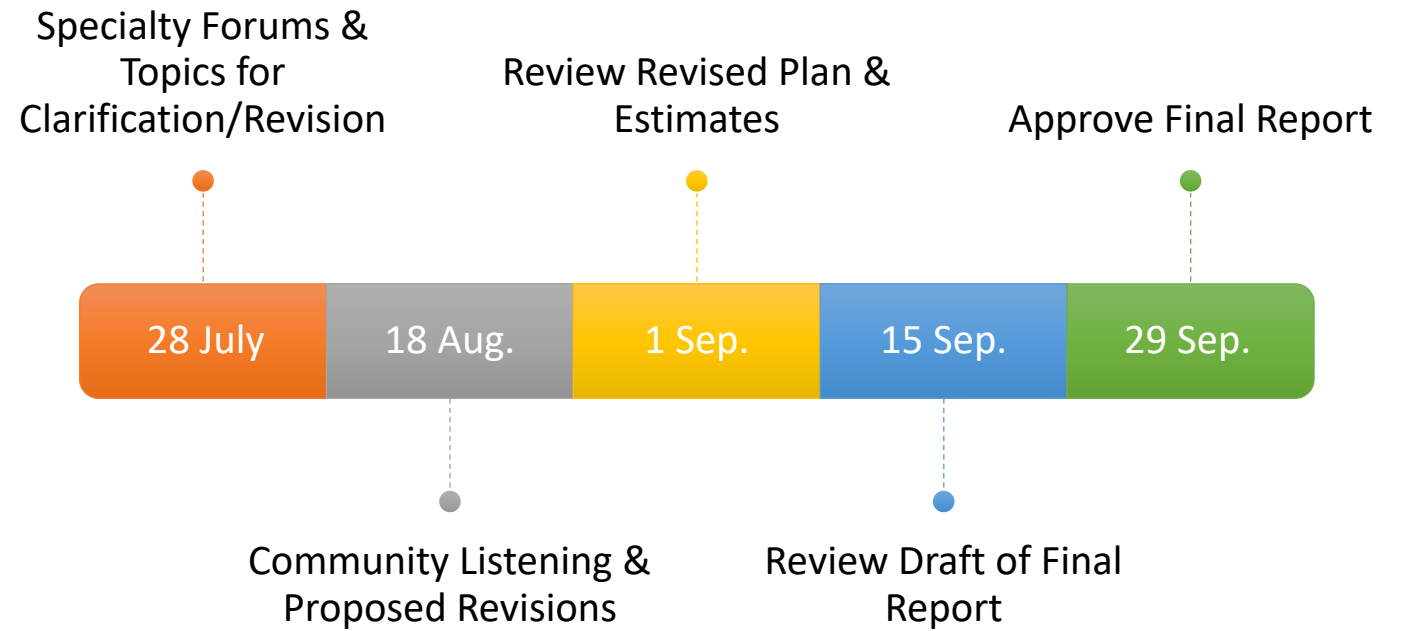 Specialty Forums &
Topics for
Clarification/Revision
Review Revised Plan &
Estimates
Approve Final Report
28 July
18 Aug.
1 Sep.
15 Sep.
29 Sep.
Community Listening &
Proposed Revisions
Review Draft of Final
Report